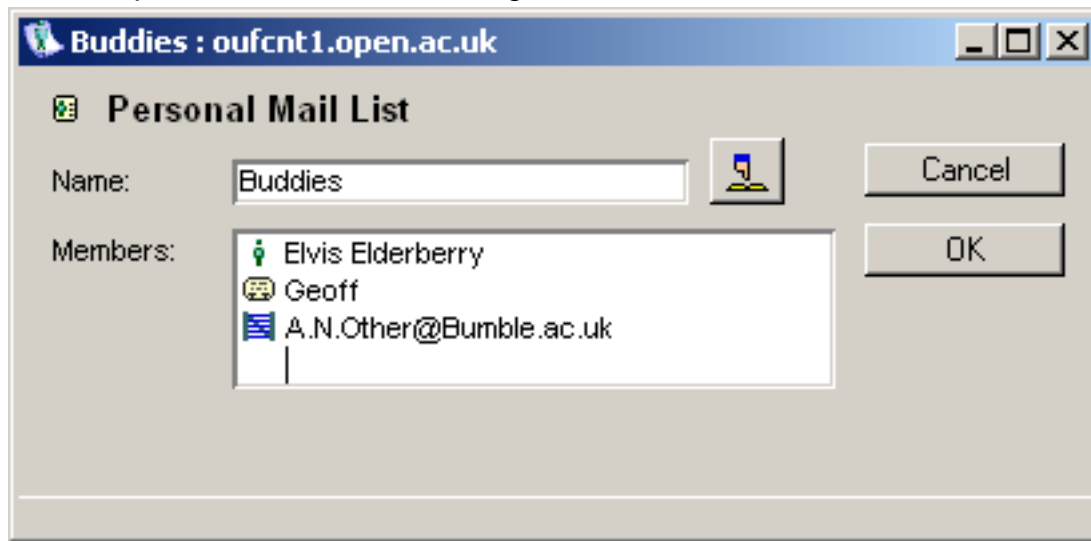 Buddies : oufcnt1.open.ac.uk
Personal Mail List
Name:
Buddies
Cancel
Members:
Elvis Elderberry
OK
Geoff
A.N.Other@Bumble.ac.uk